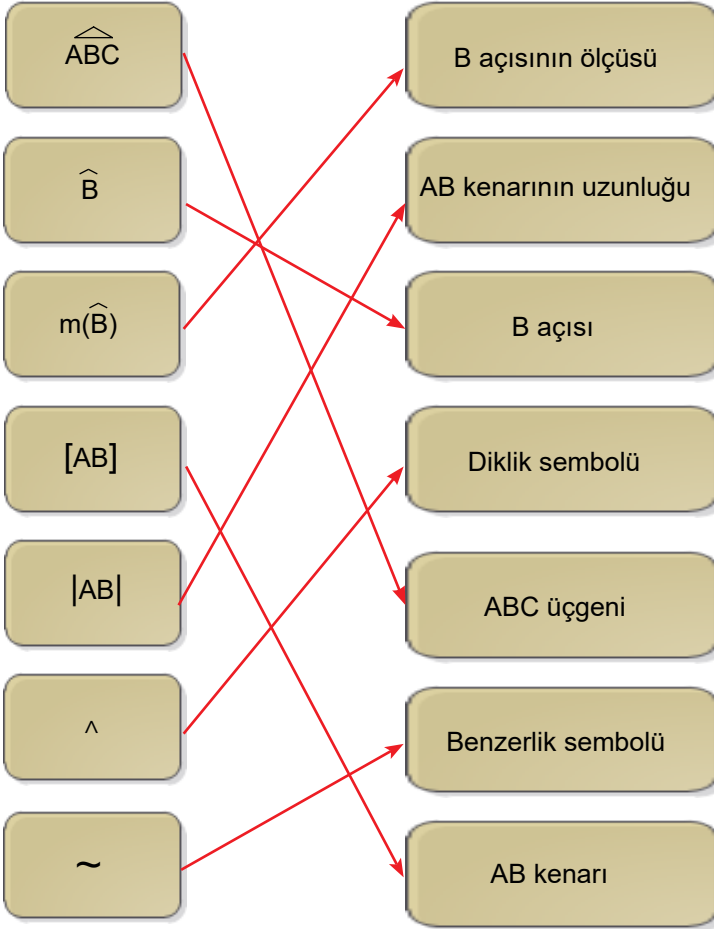 ABC
B açısının ölçüsü
B̂
AB kenarının uzunluğu
m(B̂)
B açısı
[AB]
Diklik sembolü
|AB|
ABC üçgeni
^
Benzerlik sembolü
~
AB kenarı